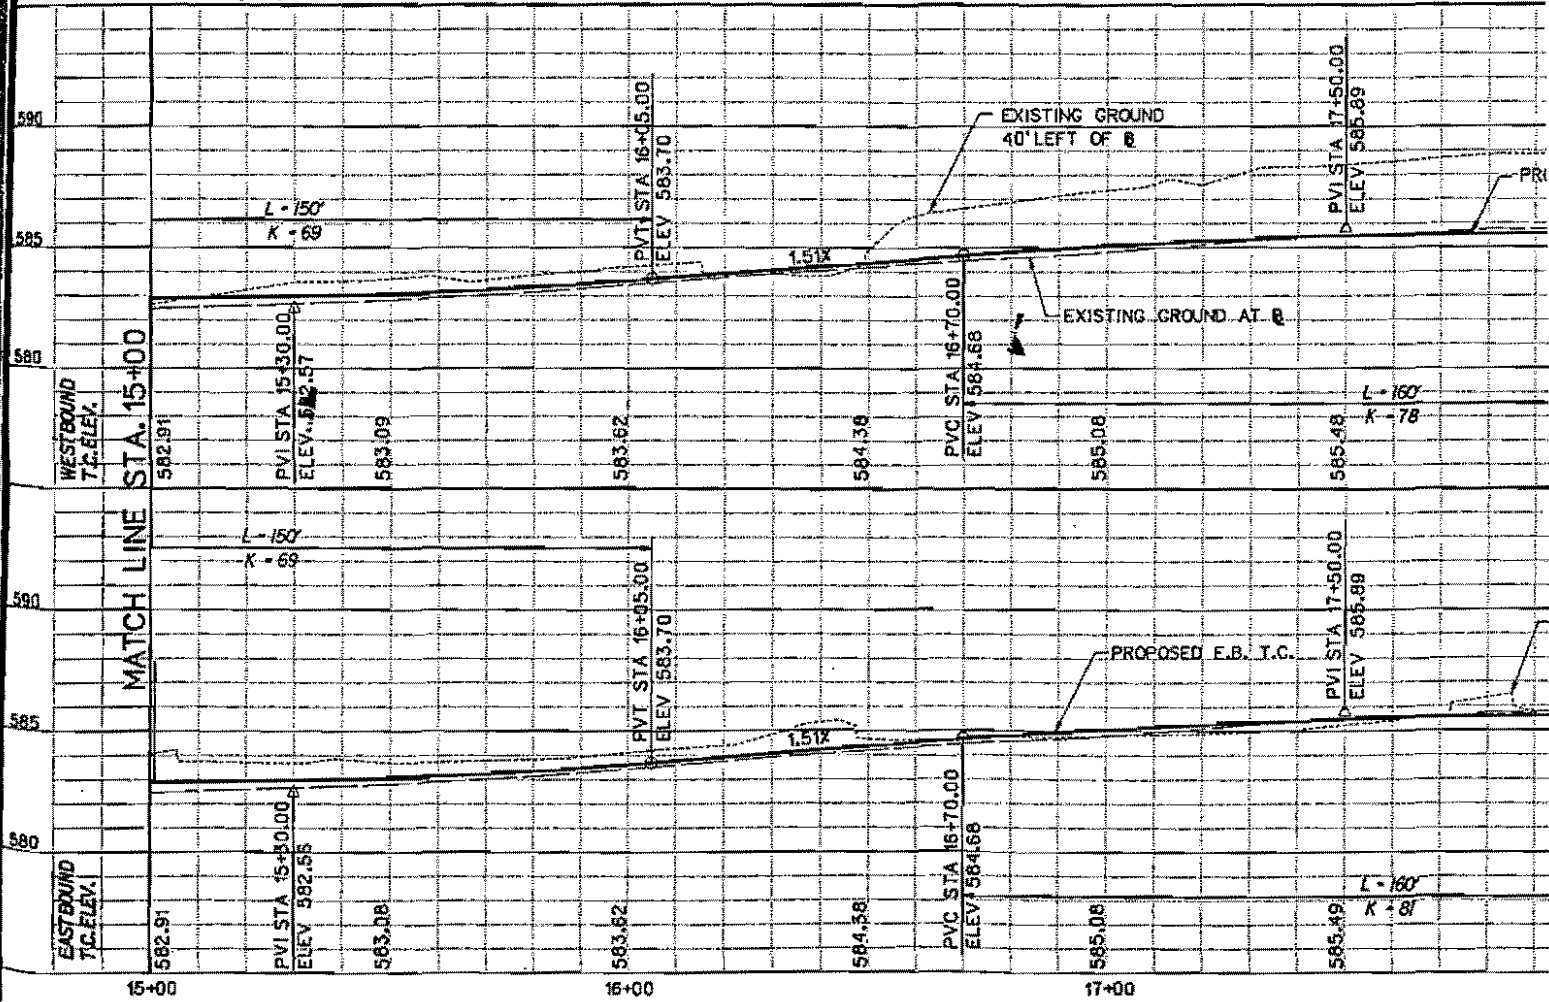 590
585
580
WESTBOUND
T.C. ELEV.
MATCH LINE STA. 15+00
L = 150'
K = 69
PVT STA 16+05.00
ELEV 583.70
EXISTING GROUND
40' LEFT OF
PVI STA 17+50.00
ELEV 585.89
1.51%
EXISTING GROUND AT
PVI STA 15+30.00
ELEV. 582.57
PVC STA 16+70.00
ELEV 584.68
L = 160'
K = 78
582.91
583.09
583.62
584.38
585.08
585.48
590
585
580
EASTBOUND
T.C. ELEV.
L = 150'
K = 69
PVT STA 16+05.00
ELEV 583.70
PROPOSED E.B. T.C.
PVI STA 17+50.00
ELEV 585.89
1.51%
PVI STA 15+30.00
ELEV 582.55
PVC STA 16+70.00
ELEV 584.68
L = 160'
K = 81
582.91
583.08
583.62
584.38
585.08
585.49
15+00
16+00
17+00